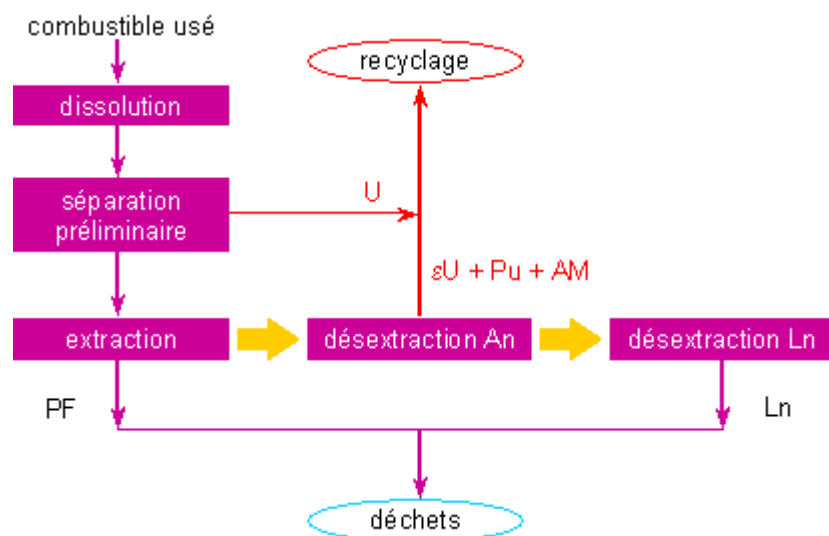 combustible usé
recyclage
dissolution
séparation
préliminaire
U
εU + Pu + AM
extraction
désextraction An
désextraction Ln
PF
Ln
déchets